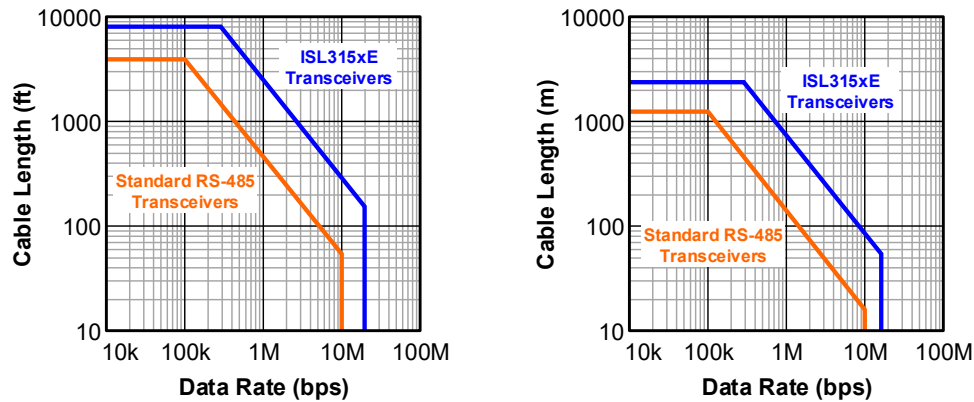 10000
1000
100
10
Cable Length (ft)
ISL315xE
Transceivers
Standard RS-485
Transceivers
10k 100k 1M 10M 100M
Data Rate (bps)
10000
1000
100
10
Cable Length (m)
ISL315xE
Transceivers
Standard RS-485
Transceivers
10k 100k 1M 10M 100M
Data Rate (bps)